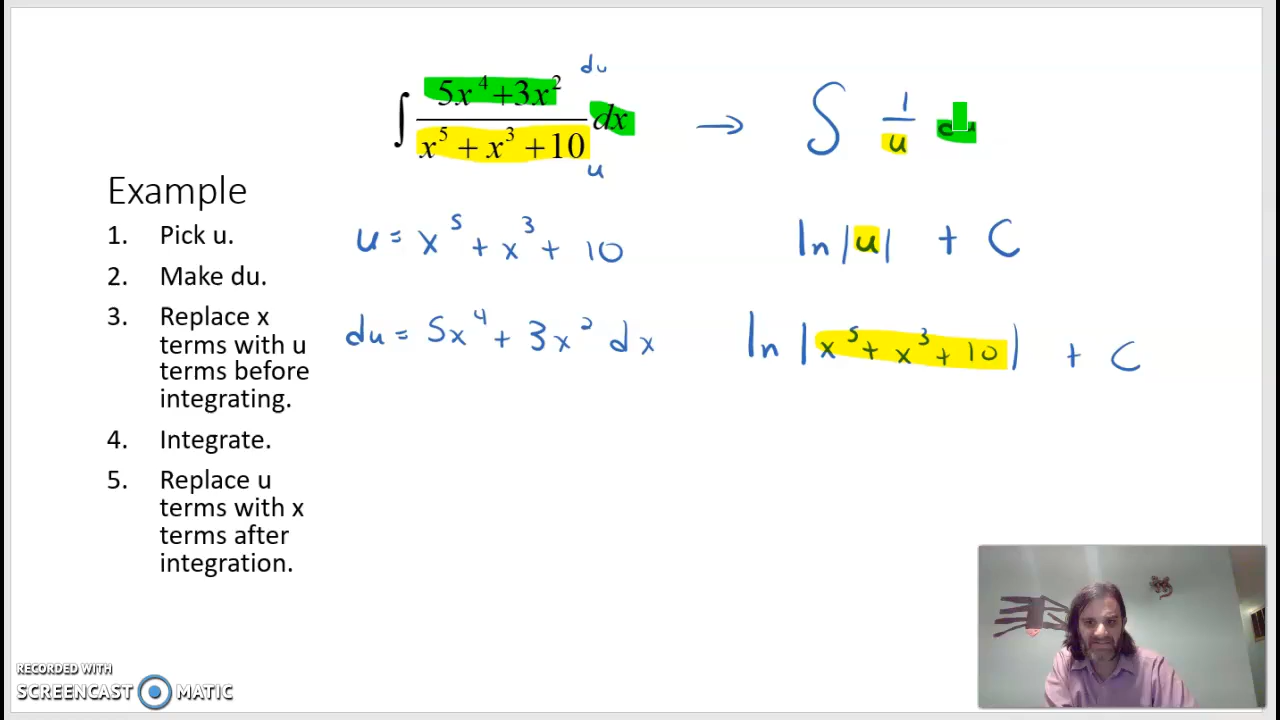 du
∫ (5x⁴+3x²)/(x⁵ + x³ +10) dx → ∫ 1/u du
u
Example
1. Pick u.
2. Make du.
3. Replace x
terms with u
terms before
integrating.
4. Integrate.
5. Replace u
terms with x
terms after
integration.
u = x⁵ + x³ + 10
du = 5x⁴ + 3x² dx
ln |u| + C
ln |x⁵ + x³ + 10| + C
RECORDED WITH
SCREENCAST MATIC